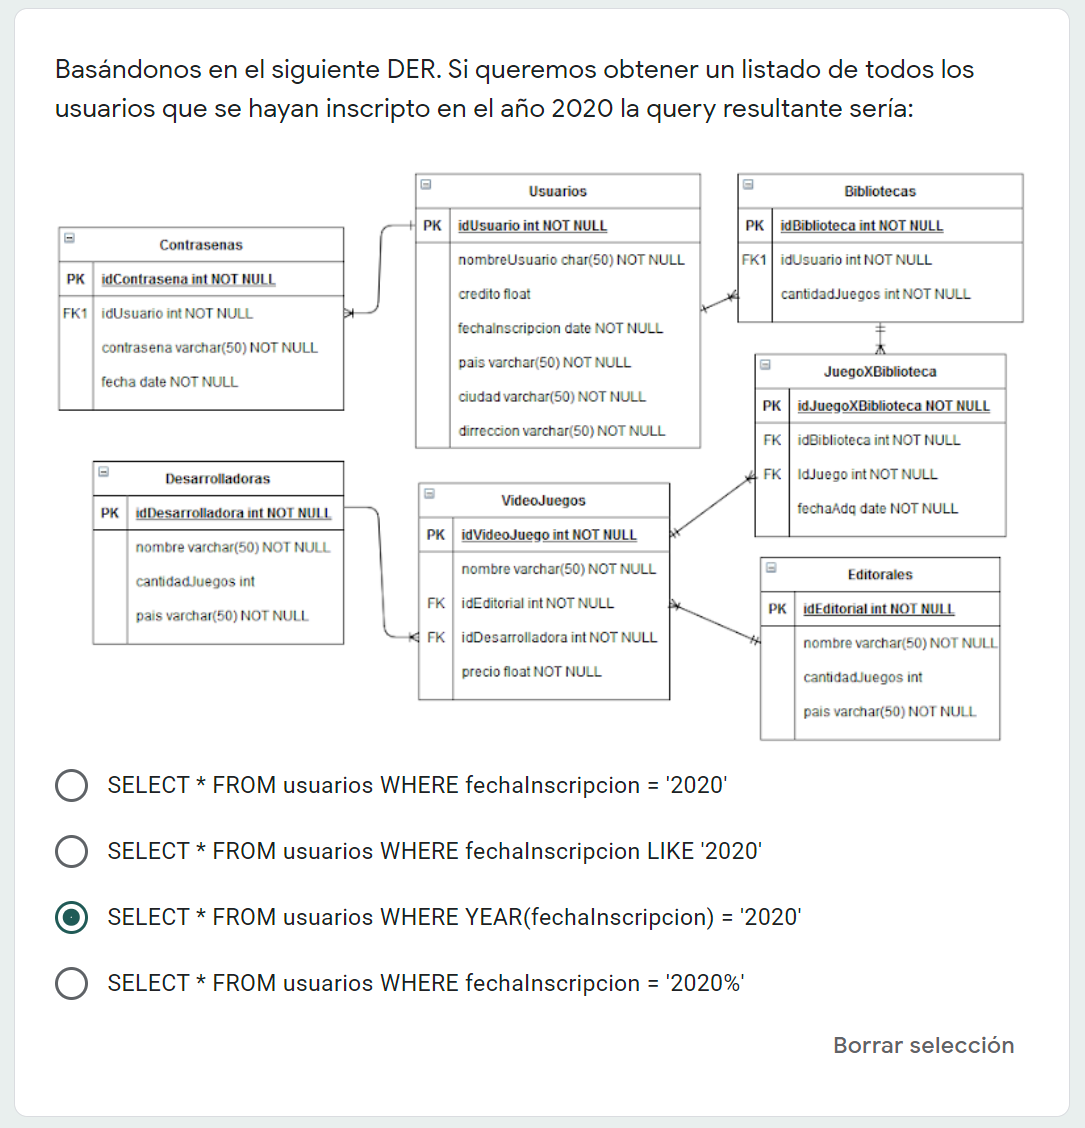 Basándonos en el siguiente DER. Si queremos obtener un listado de todos los
usuarios que se hayan inscripto en el año 2020 la query resultante sería:
Contrasenas
PK idContrasena int NOT NULL
FK1 idUsuario int NOT NULL
contrasena varchar(50) NOT NULL
fecha date NOT NULL
Usuarios
PK idUsuario int NOT NULL
nombreUsuario char(50) NOT NULL
credito float
fechaInscripcion date NOT NULL
pais varchar(50) NOT NULL
ciudad varchar(50) NOT NULL
dirreccion varchar(50) NOT NULL
Bibliotecas
PK idBiblioteca int NOT NULL
FK1 idUsuario int NOT NULL
cantidadJuegos int NOT NULL
JuegoXBiblioteca
PK idJuegoXBiblioteca NOT NULL
FK idBiblioteca int NOT NULL
FK IdJuego int NOT NULL
fechaAdq date NOT NULL
Desarrolladoras
PK idDesarrolladora int NOT NULL
nombre varchar(50) NOT NULL
cantidadJuegos int
pais varchar(50) NOT NULL
VideoJuegos
PK idVideoJuego int NOT NULL
nombre varchar(50) NOT NULL
FK idEditorial int NOT NULL
FK idDesarrolladora int NOT NULL
precio float NOT NULL
Editorales
PK idEditorial int NOT NULL
nombre varchar(50) NOT NULL
cantidadJuegos int
pais varchar(50) NOT NULL
SELECT * FROM usuarios WHERE fechaInscripcion = '2020'
SELECT * FROM usuarios WHERE fechaInscripcion LIKE '2020'
SELECT * FROM usuarios WHERE YEAR(fechaInscripcion) = '2020'
SELECT * FROM usuarios WHERE fechaInscripcion = '2020%'
Borrar selección